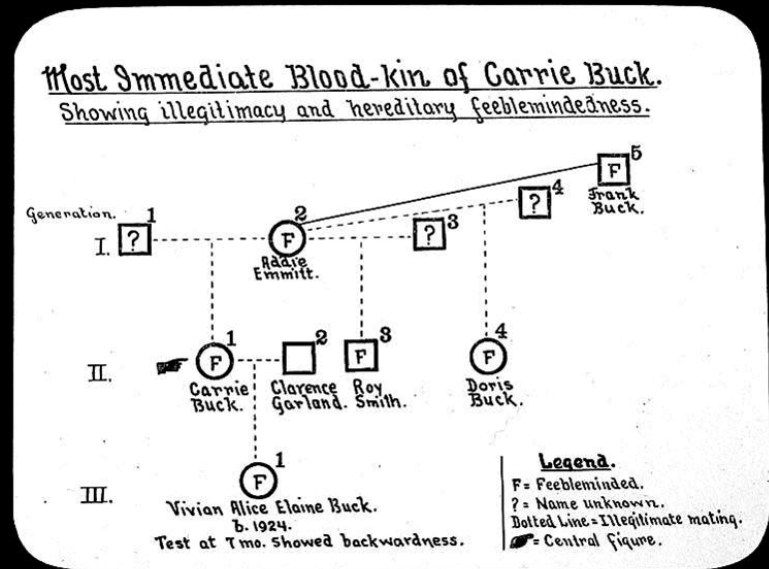 Most Immediate Blood-kin of Carrie Buck.
Showing illegitimacy and hereditary feeblemindedness.
Generation.
I.
1
?
2
F
Addie
Emmitt.
?
3
?
4
F
5
Frank
Buck.
II.
F
1
Carrie
Buck.
2
Clarence
Garland.
F
3
Roy
Smith.
F
4
Doris
Buck.
III.
F
1
Vivian Alice Elaine Buck.
b. 1924.
Test at 7 mo. Showed backwardness.
Legend.
F = Feebleminded.
? = Name unknown.
Dotted Line = Illegitimate mating.
= Central figure.